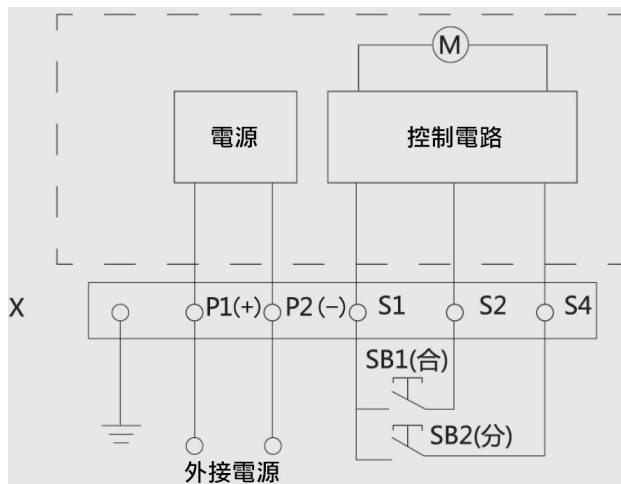 M
電源
控制電路
X
P1(+) P2(−) S1 S2 S4
SB1(合)
SB2(分)
外接電源